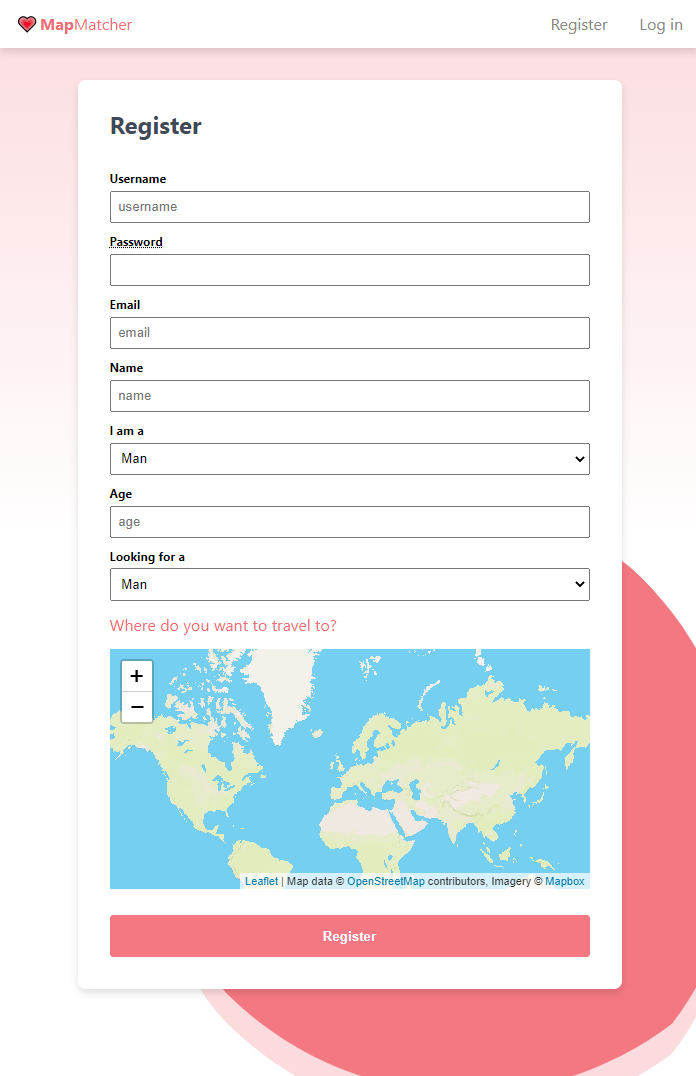 MapMatcher
Register
Log in
Register
Username
username
Password
Email
email
Name
name
I am a
Man
Age
age
Looking for a
Man
Where do you want to travel to?
+
−
Leaflet | Map data © OpenStreetMap contributors, Imagery © Mapbox
Register